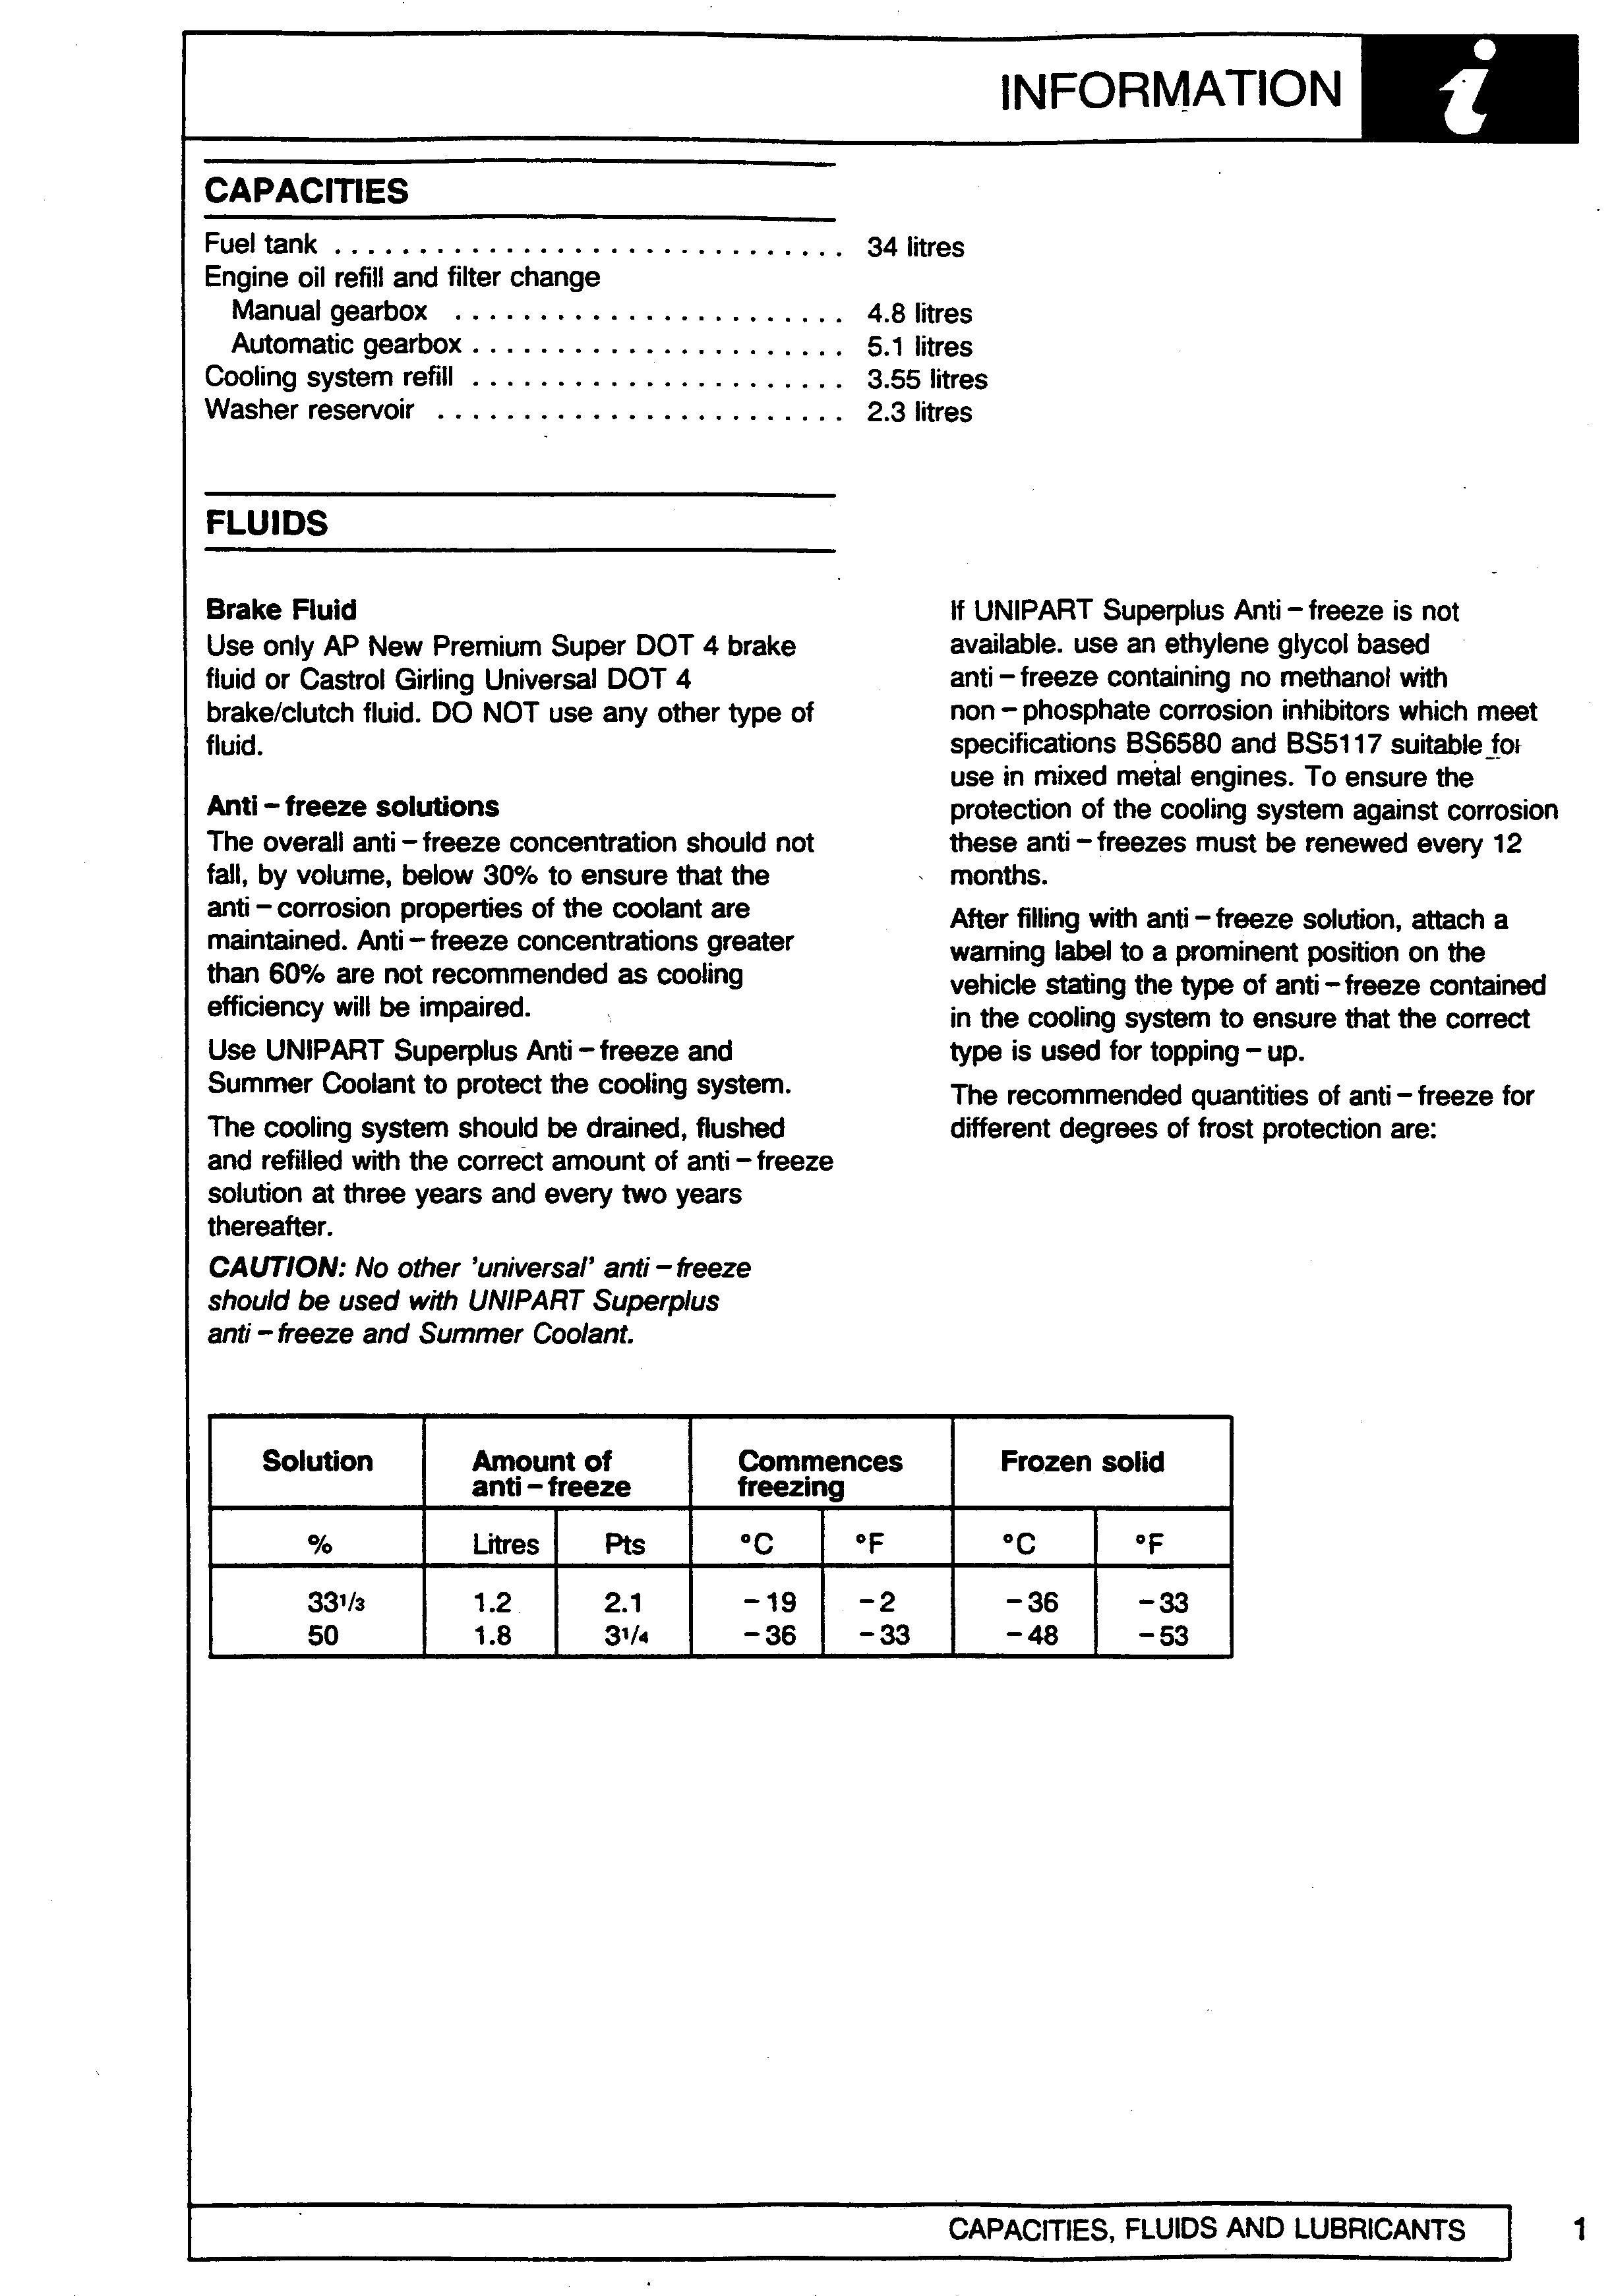 INFORMATION
i
CAPACITIES
Fuel tank . . . . . . . . . . . . . . . . . . . . . . . . . . . . . . . 34 litres
Engine oil refill and filter change
Manual gearbox . . . . . . . . . . . . . . . . . . . . . . . 4.8 litres
Automatic gearbox . . . . . . . . . . . . . . . . . . . . . . 5.1 litres
Cooling system refill . . . . . . . . . . . . . . . . . . . . . . 3.55 litres
Washer reservoir . . . . . . . . . . . . . . . . . . . . . . . . 2.3 litres
FLUIDS
Brake Fluid
Use only AP New Premium Super DOT 4 brake
fluid or Castrol Girling Universal DOT 4
brake/clutch fluid. DO NOT use any other type of
fluid.
Anti – freeze solutions
The overall anti – freeze concentration should not
fall, by volume, below 30% to ensure that the
anti – corrosion properties of the coolant are
maintained. Anti – freeze concentrations greater
than 60% are not recommended as cooling
efficiency will be impaired.
Use UNIPART Superplus Anti – freeze and
Summer Coolant to protect the cooling system.
The cooling system should be drained, flushed
and refilled with the correct amount of anti – freeze
solution at three years and every two years
thereafter.
CAUTION: No other 'universal' anti – freeze
should be used with UNIPART Superplus
anti – freeze and Summer Coolant.
If UNIPART Superplus Anti – freeze is not
available. use an ethylene glycol based
anti – freeze containing no methanol with
non – phosphate corrosion inhibitors which meet
specifications BS6580 and BS5117 suitable for
use in mixed metal engines. To ensure the
protection of the cooling system against corrosion
these anti – freezes must be renewed every 12
months.
After filling with anti – freeze solution, attach a
warning label to a prominent position on the
vehicle stating the type of anti – freeze contained
in the cooling system to ensure that the correct
type is used for topping – up.
The recommended quantities of anti – freeze for
different degrees of frost protection are:
Solution Amount of anti – freeze Commences freezing Frozen solid
% Litres Pts °C °F °C °F
33 1/3 1.2 2.1 – 19 – 2 – 36 – 33
50 1.8 3 1/4 – 36 – 33 – 48 – 53
CAPACITIES, FLUIDS AND LUBRICANTS 1